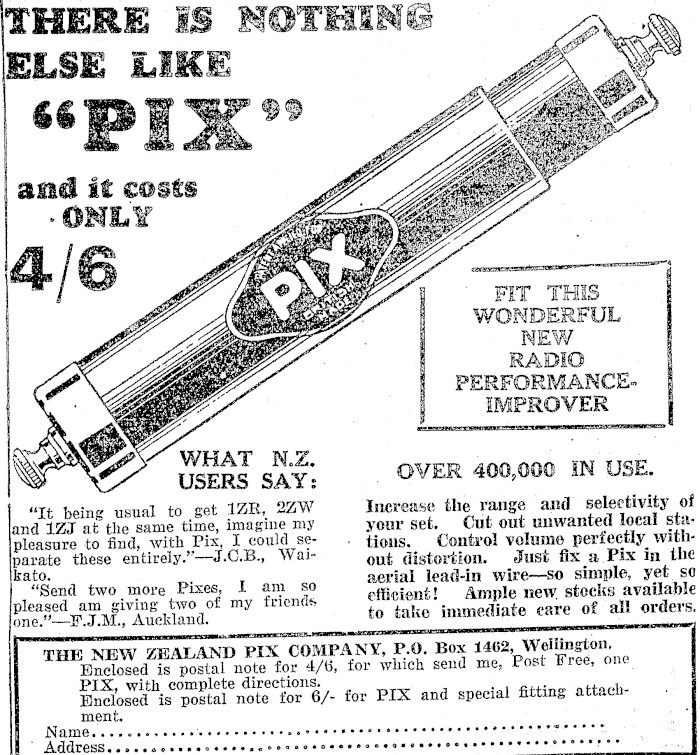 THERE IS NOTHING
ELSE LIKE
“PIX”
and it costs
ONLY
4/6
PIX
FIT THIS
WONDERFUL
NEW
RADIO
PERFORMANCE-
IMPROVER
WHAT N.Z.
USERS SAY:
“It being usual to get 1ZR, 2ZW
and 1ZJ at the same time, imagine my
pleasure to find, with Pix, I could se-
parate these entirely.”—J.C.B., Wai-
kato.
“Send two more Pixes, I am so
pleased am giving two of my friends
one.”—F.J.M., Auckland.
OVER 400,000 IN USE.
Increase the range and selectivity of
your set. Cut out unwanted local sta-
tions. Control volume perfectly with-
out distortion. Just fix a Pix in the
aerial lead-in wire—so simple, yet so
efficient! Ample new stocks available
to take immediate care of all orders.
THE NEW ZEALAND PIX COMPANY, P.O. Box 1462, Wellington.
Enclosed is postal note for 4/6, for which send me, Post Free, one
PIX, with complete directions.
Enclosed is postal note for 6/- for PIX and special fitting attach-
ment.
Name
Address